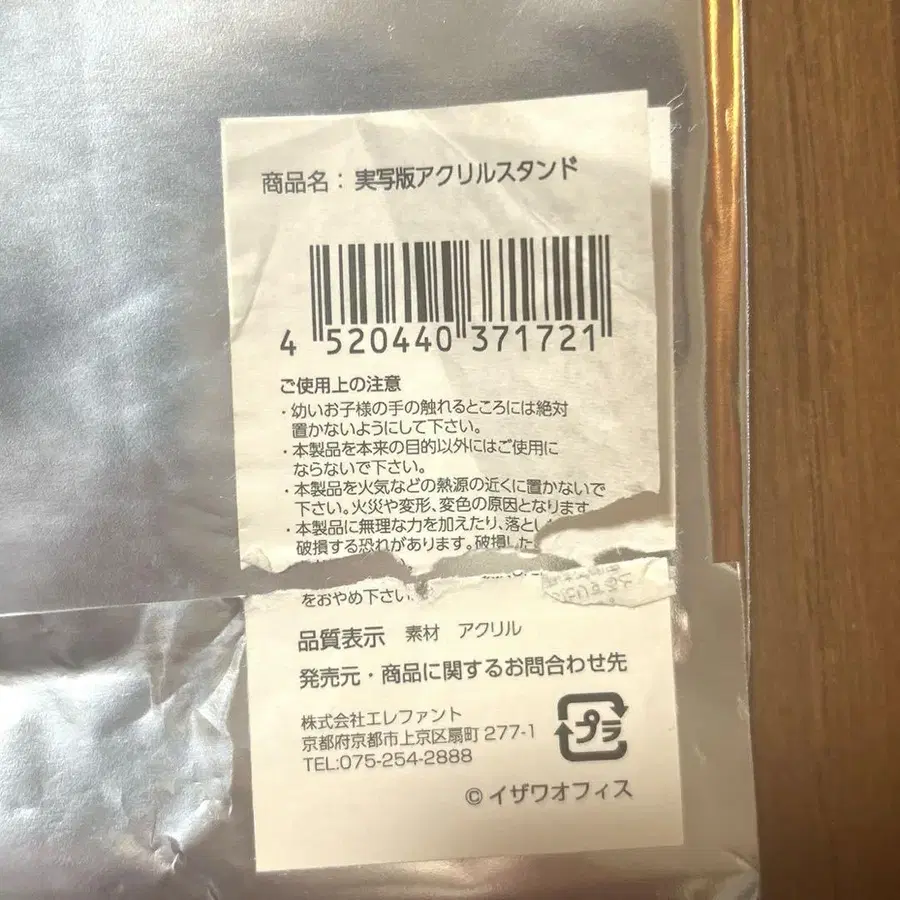 商品名：実写版アクリルスタンド
4 520440 371721
ご使用上の注意
・幼いお子様の手の触れるところには絶対
置かないようにして下さい。
・本製品を本来の目的以外にはご使用に
ならないで下さい。
・本製品を火気などの熱源の近くに置かないで
下さい。火災や変形、変色の原因となります
・本製品に無理な力を加えたり、落とし
破損する恐れがあります。破損した
をおやめ下さい。
品質表示 素材 アクリル
発売元・商品に関するお問合わせ先
株式会社エレファント
京都府京都市上京区扇町 277-1
TEL:075-254-2888
プラ
© イザワオフィス